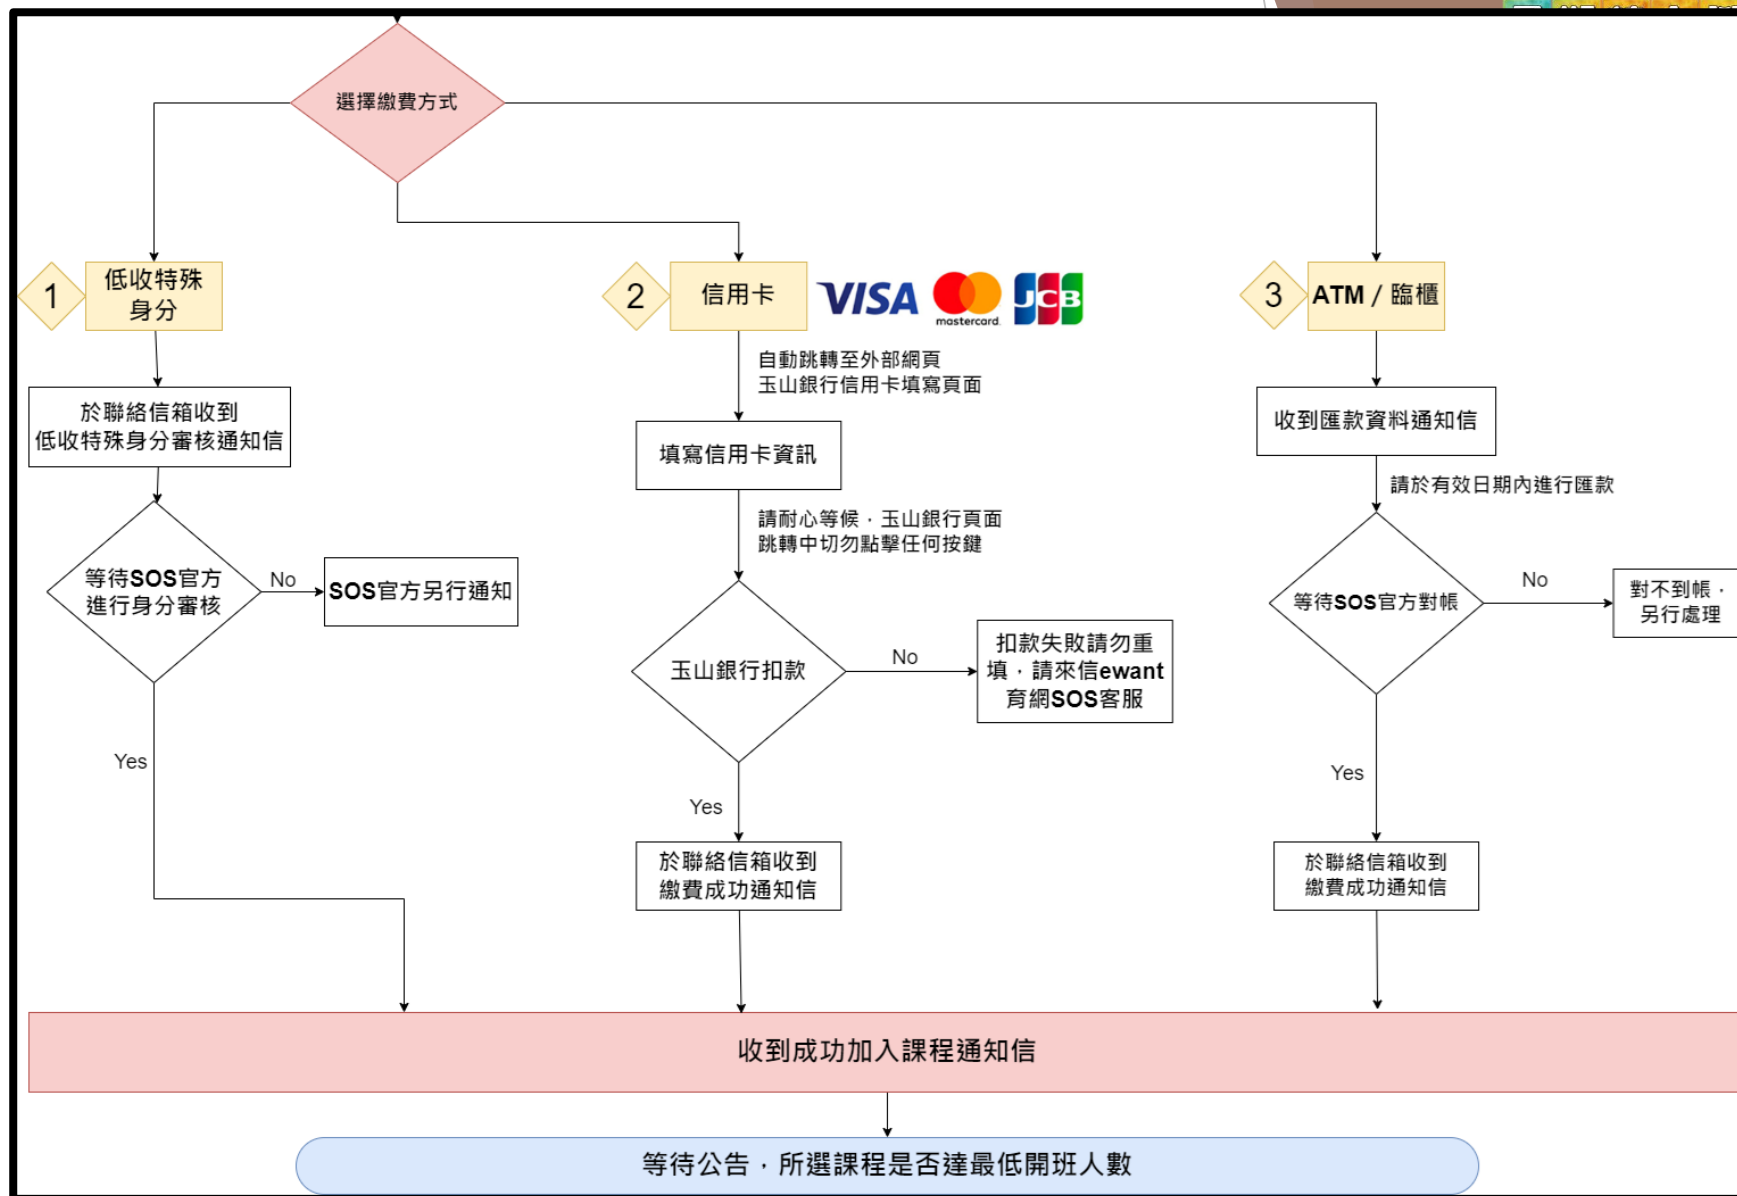 選擇繳費方式
1
低收特殊
身分
於聯絡信箱收到
低收特殊身分審核通知信
等待SOS官方
進行身分審核
No
SOS官方另行通知
Yes
2
信用卡
VISA
mastercard.
JCB
自動跳轉至外部網頁
玉山銀行信用卡填寫頁面
填寫信用卡資訊
請耐心等候，玉山銀行頁面
跳轉中切勿點擊任何按鍵
玉山銀行扣款
No
扣款失敗請勿重
填，請來信ewant
育網SOS客服
Yes
於聯絡信箱收到
繳費成功通知信
3
ATM / 臨櫃
收到匯款資料通知信
請於有效日期內進行匯款
等待SOS官方對帳
No
對不到帳，
另行處理
Yes
於聯絡信箱收到
繳費成功通知信
收到成功加入課程通知信
等待公告，所選課程是否達最低開班人數